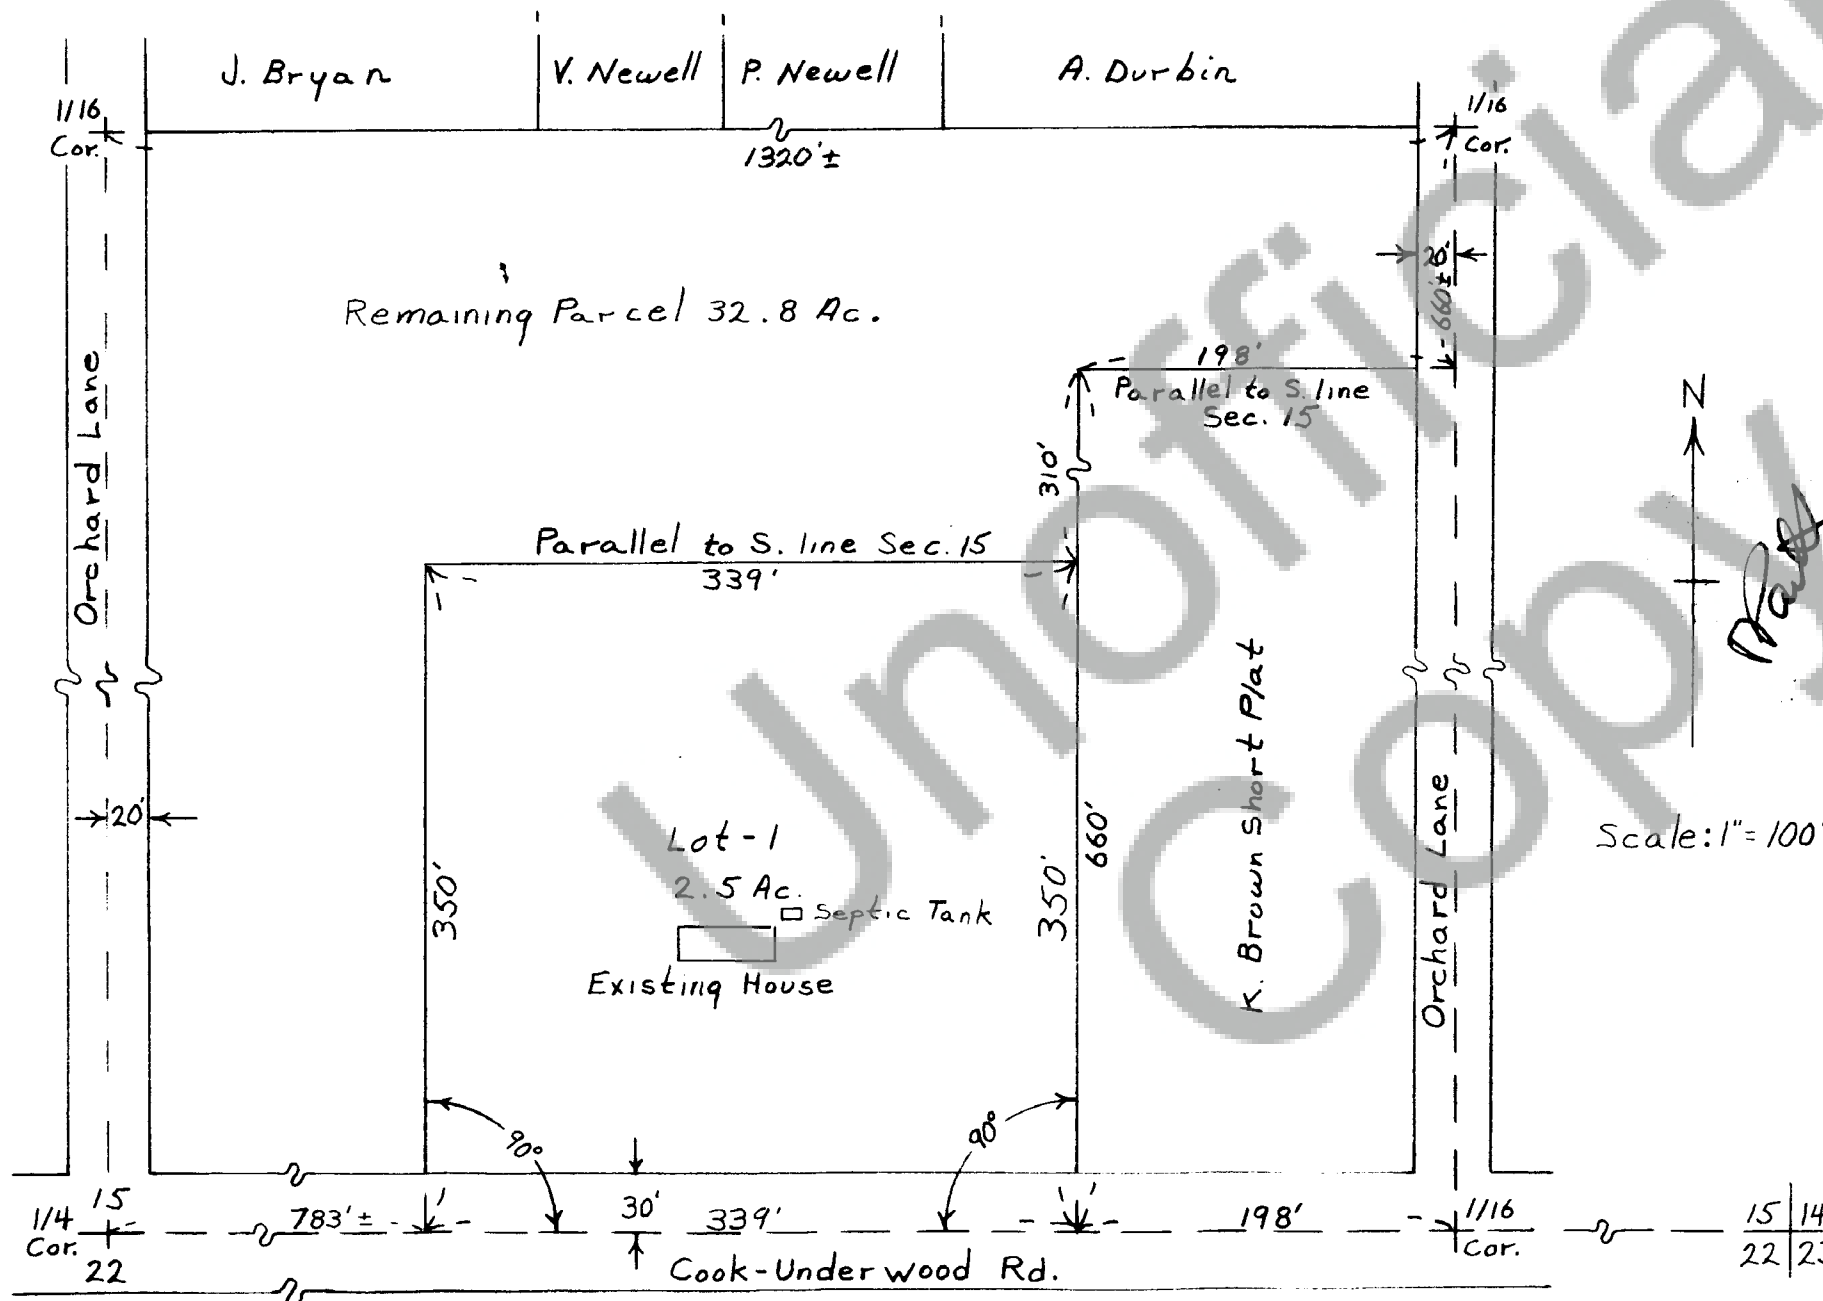 J. Bryan
V. Newell
P. Newell
A. Durbin
1/16
Cor.
1/16
Cor.
1320'±
20'
660'±
Remaining Parcel 32.8 Ac.
198'
Parallel to S. line
Sec. 15
N
310'
Orchard Lane
Parallel to S. line Sec. 15
339'
K. Brown Short Plat
20'
Lot-1
2.5 Ac.
Septic Tank
Existing House
350'
350'
660'
Orchard Lane
Scale: 1"=100'
90°
90°
15
1/4
Cor.
22
783'±
30'
339'
198'
1/16
Cor.
15 14
22 23
Cook-Underwood Rd.
Unofficial
Copy